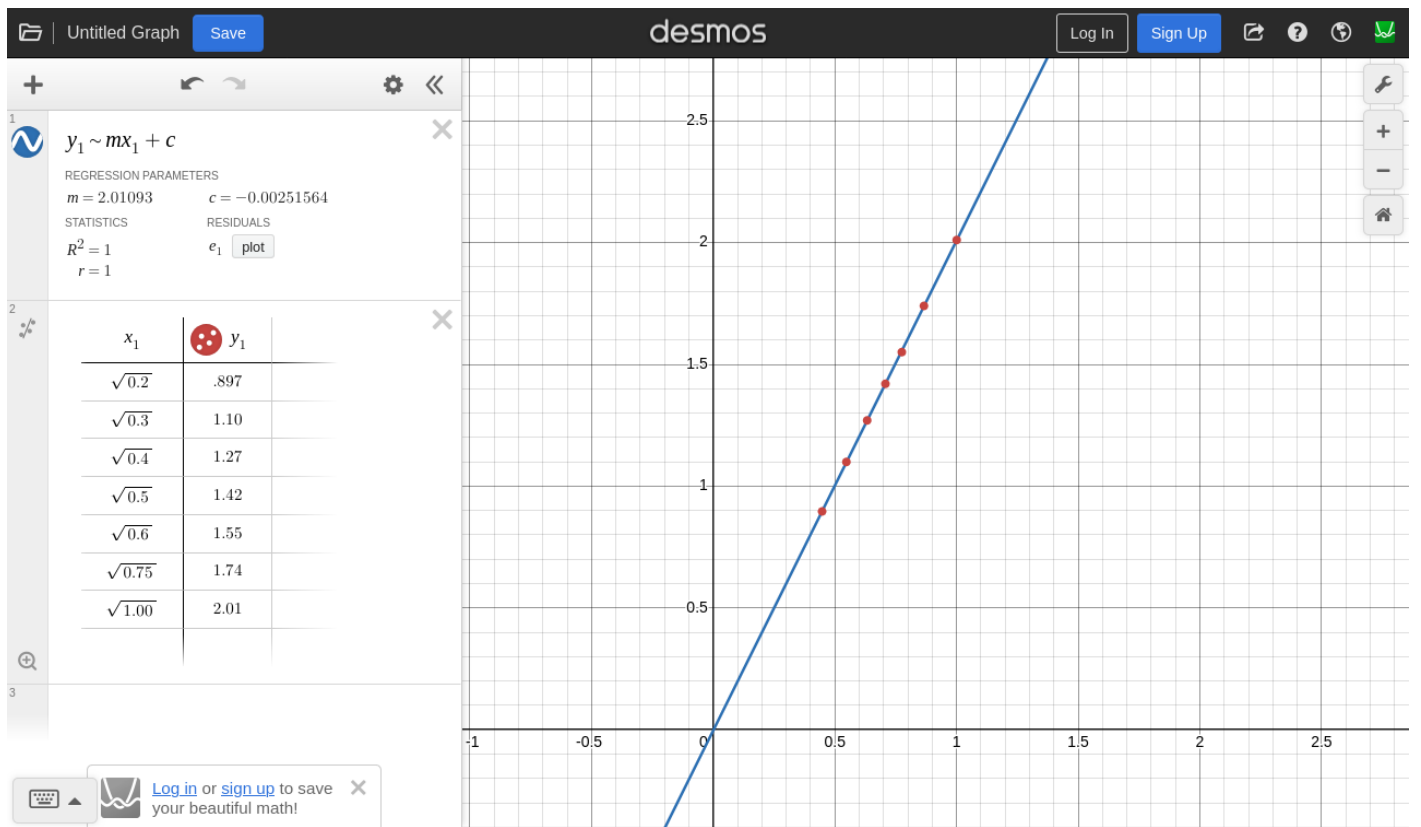 Untitled Graph Save desmos Log In Sign Up
1
y₁ ~ mx₁ + c
REGRESSION PARAMETERS
m = 2.01093 c = −0.00251564
STATISTICS RESIDUALS
R² = 1 e₁ plot
r = 1
2
x₁ y₁
√0.2 .897
√0.3 1.10
√0.4 1.27
√0.5 1.42
√0.6 1.55
√0.75 1.74
√1.00 2.01
3
Log in or sign up to save
your beautiful math!
2.5
2
1.5
1
0.5
-1 -0.5 0 0.5 1 1.5 2 2.5